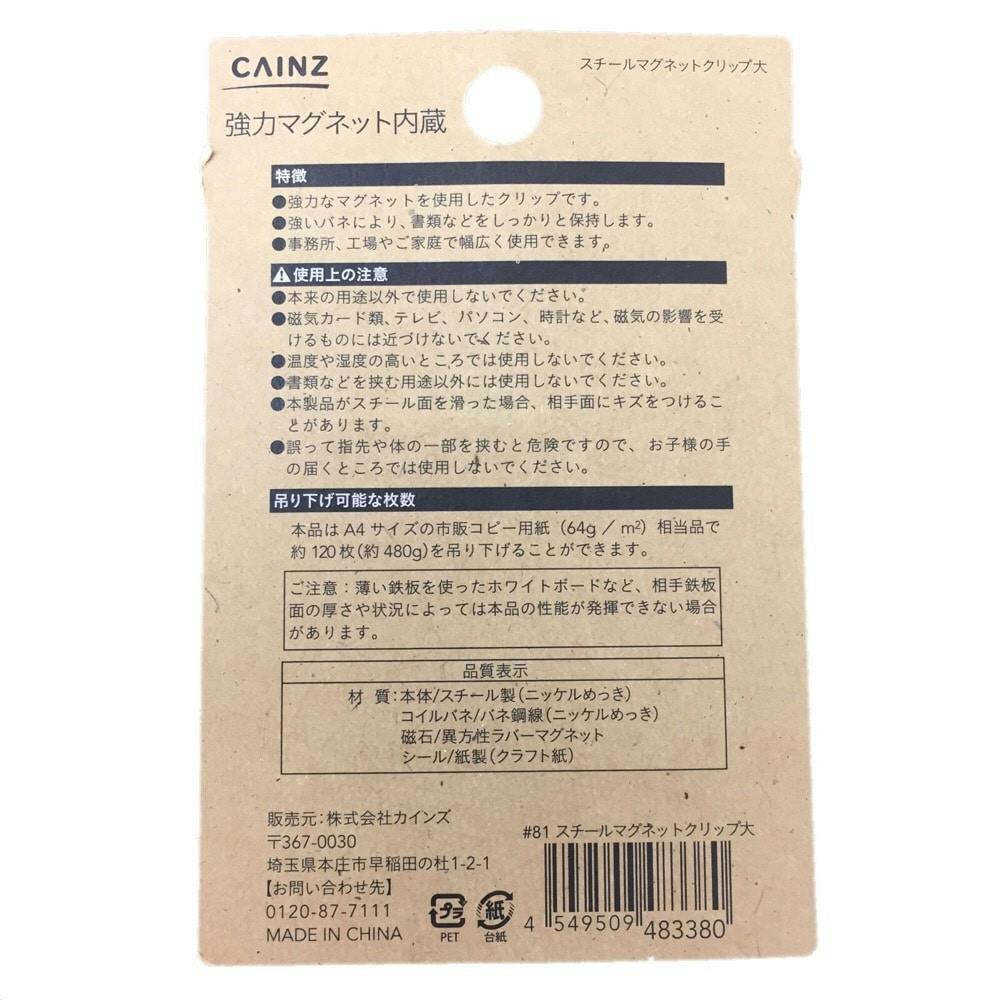 CAINZ
スチールマグネットクリップ大
強力マグネット内蔵
特徴
●強力なマグネットを使用したクリップです。
●強いバネにより、書類などをしっかりと保持します。
●事務所、工場やご家庭で幅広く使用できます。
⚠使用上の注意
●本来の用途以外で使用しないでください。
●磁気カード類、テレビ、パソコン、時計など、磁気の影響を受
けるものには近づけないでください。
●温度や湿度の高いところでは使用しないでください。
●書類などを挟む用途以外には使用しないでください。
●本製品がスチール面を滑った場合、相手面にキズをつけるこ
とがあります。
●誤って指先や体の一部を挟むと危険ですので、お子様の手
の届くところでは使用しないでください。
吊り下げ可能な枚数
本品はA4サイズの市販コピー用紙（64g／㎡）相当品で
約120枚(約480g)を吊り下げることができます。
ご注意：薄い鉄板を使ったホワイトボードなど、相手鉄板
面の厚さや状況によっては本品の性能が発揮できない場合
があります。
品質表示
材 質：本体/スチール製(ニッケルめっき)
コイルバネ/バネ鋼線(ニッケルめっき)
磁石/異方性ラバーマグネット
シール/紙製(クラフト紙)
販売元：株式会社カインズ
〒367-0030
埼玉県本庄市早稲田の杜1-2-1
【お問い合わせ先】
0120-87-7111
MADE IN CHINA
プラ
PET
紙
台紙
#81 スチールマグネットクリップ大
4 549509 483380